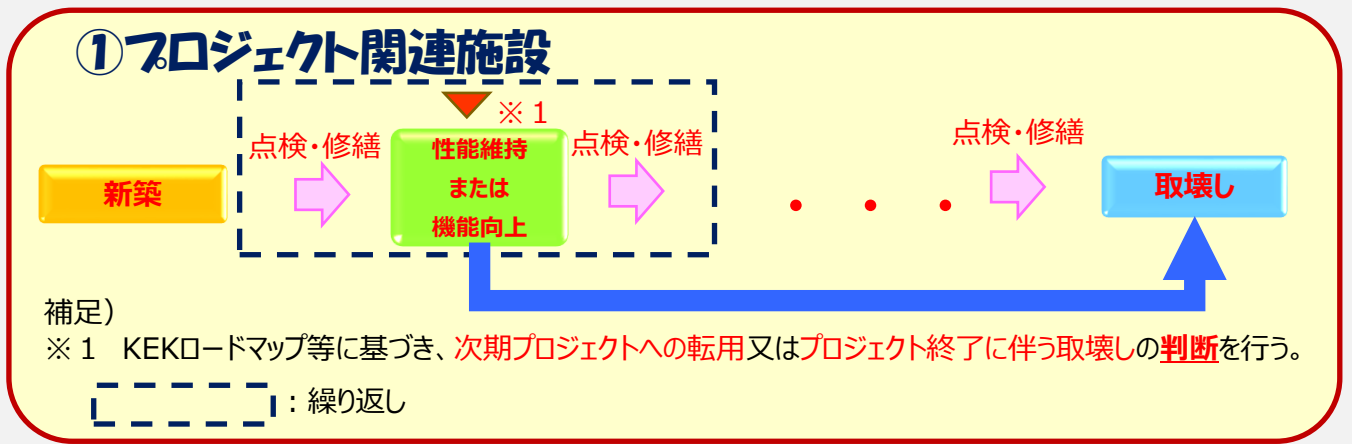 ①プロジェクト関連施設
※１
点検・修繕
性能維持
または
機能向上
点検・修繕
点検・修繕
新築
・・・
取壊し
補足）
※１　KEKロードマップ等に基づき、次期プロジェクトへの転用又はプロジェクト終了に伴う取壊しの判断を行う。
：繰り返し